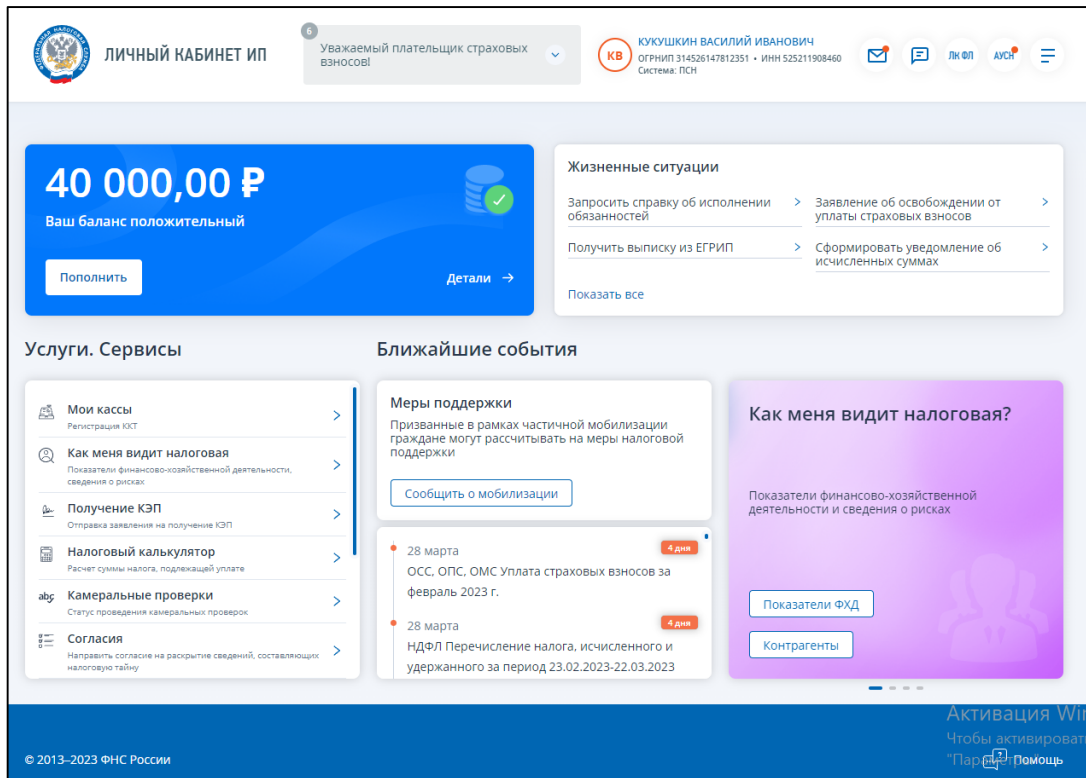 ЛИЧНЫЙ КАБИНЕТ ИП
6
Уважаемый плательщик страховых
взносов!
КВ
КУКУШКИН ВАСИЛИЙ ИВАНОВИЧ
ОГРНИП 314526147812351 • ИНН 525211908460
Система: ПСН
ЛК ФЛ
АУСН
40 000,00 ₽
Ваш баланс положительный
Пополнить
Детали →
Жизненные ситуации
Запросить справку об исполнении
обязанностей
Заявление об освобождении от
уплаты страховых взносов
Получить выписку из ЕГРИП
Сформировать уведомление об
исчисленных суммах
Показать все
Услуги. Сервисы
Мои кассы
Регистрация ККТ
Как меня видит налоговая
Показатели финансово-хозяйственной деятельности,
сведения о рисках
Получение КЭП
Отправка заявления на получение КЭП
Налоговый калькулятор
Расчет суммы налога, подлежащей уплате
abc
Камеральные проверки
Статус проведения камеральных проверок
Согласия
Направить согласие на раскрытие сведений, составляющих
налоговую тайну
Ближайшие события
Меры поддержки
Призванные в рамках частичной мобилизации
граждане могут рассчитывать на меры налоговой
поддержки
Сообщить о мобилизации
28 марта
4 дня
ОСС, ОПС, ОМС Уплата страховых взносов за
февраль 2023 г.
28 марта
4 дня
НДФЛ Перечисление налога, исчисленного и
удержанного за период 23.02.2023-22.03.2023
Как меня видит налоговая?
Показатели финансово-хозяйственной
деятельности и сведения о рисках
Показатели ФХД
Контрагенты
Активация Win
Чтобы активироват
© 2013–2023 ФНС России
Помощь